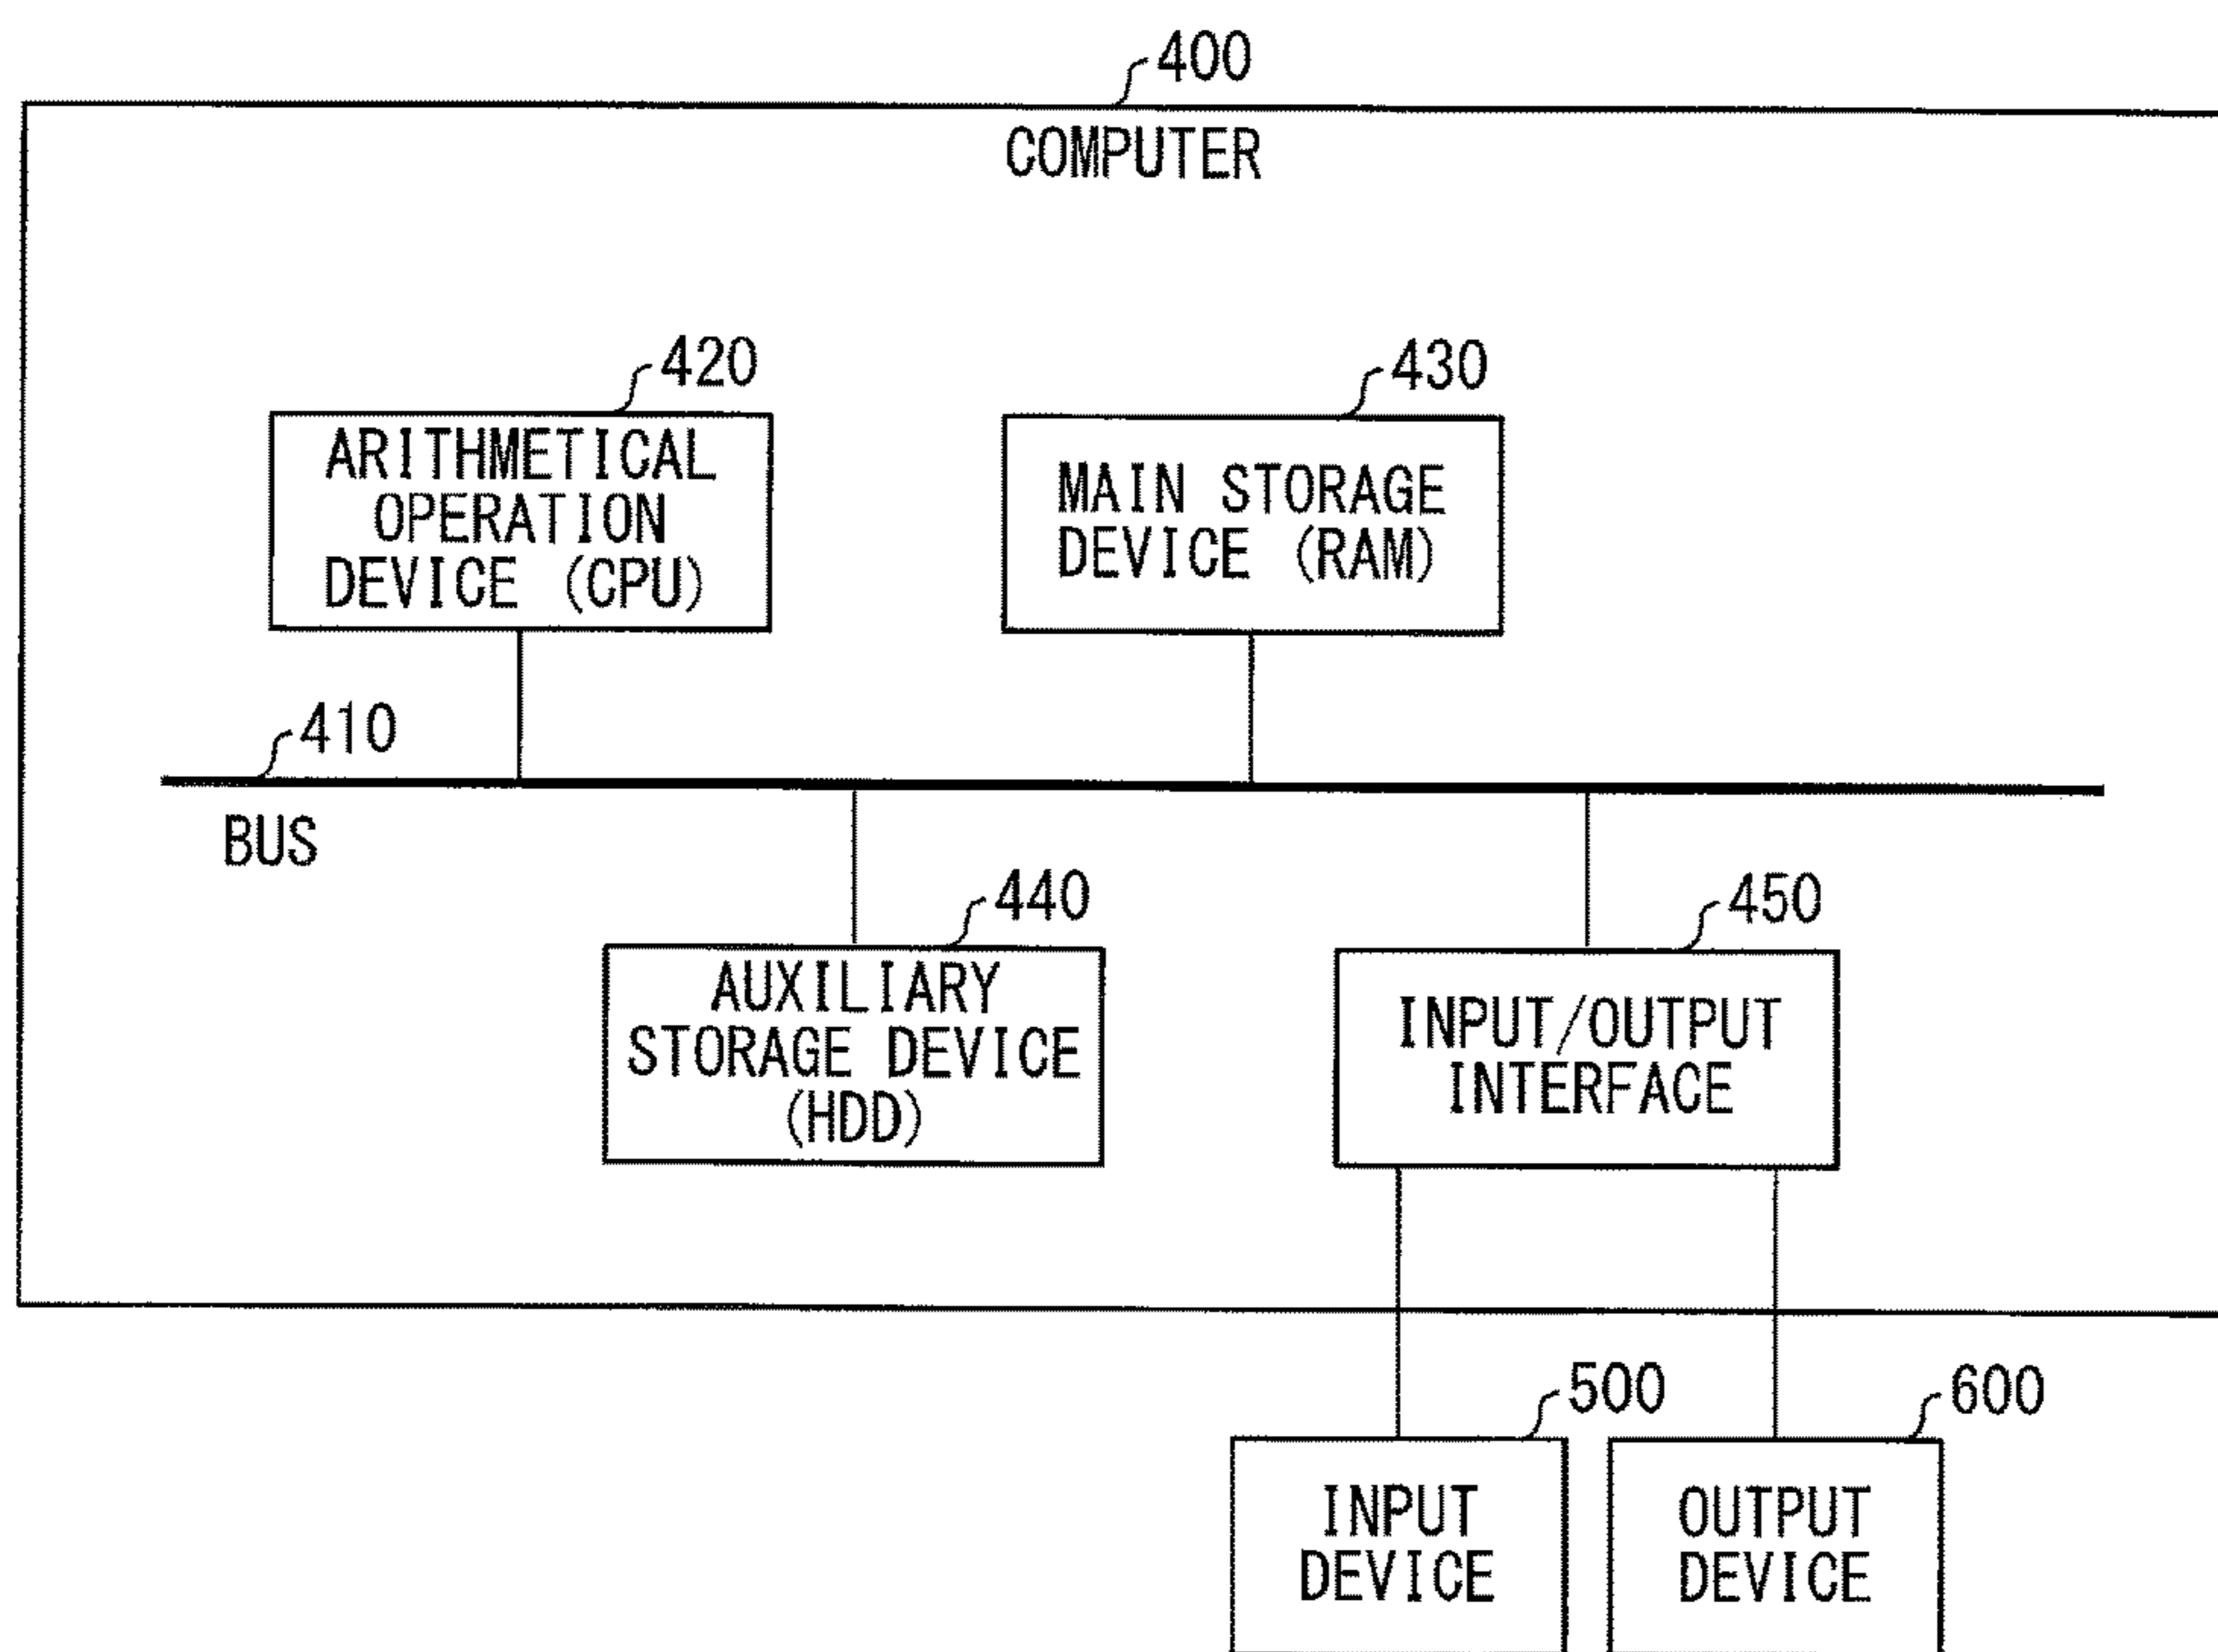 400
COMPUTER
420
ARITHMETICAL
OPERATION
DEVICE (CPU)
430
MAIN STORAGE
DEVICE (RAM)
410
BUS
440
AUXILIARY
STORAGE DEVICE
(HDD)
450
INPUT/OUTPUT
INTERFACE
500
INPUT
DEVICE
600
OUTPUT
DEVICE